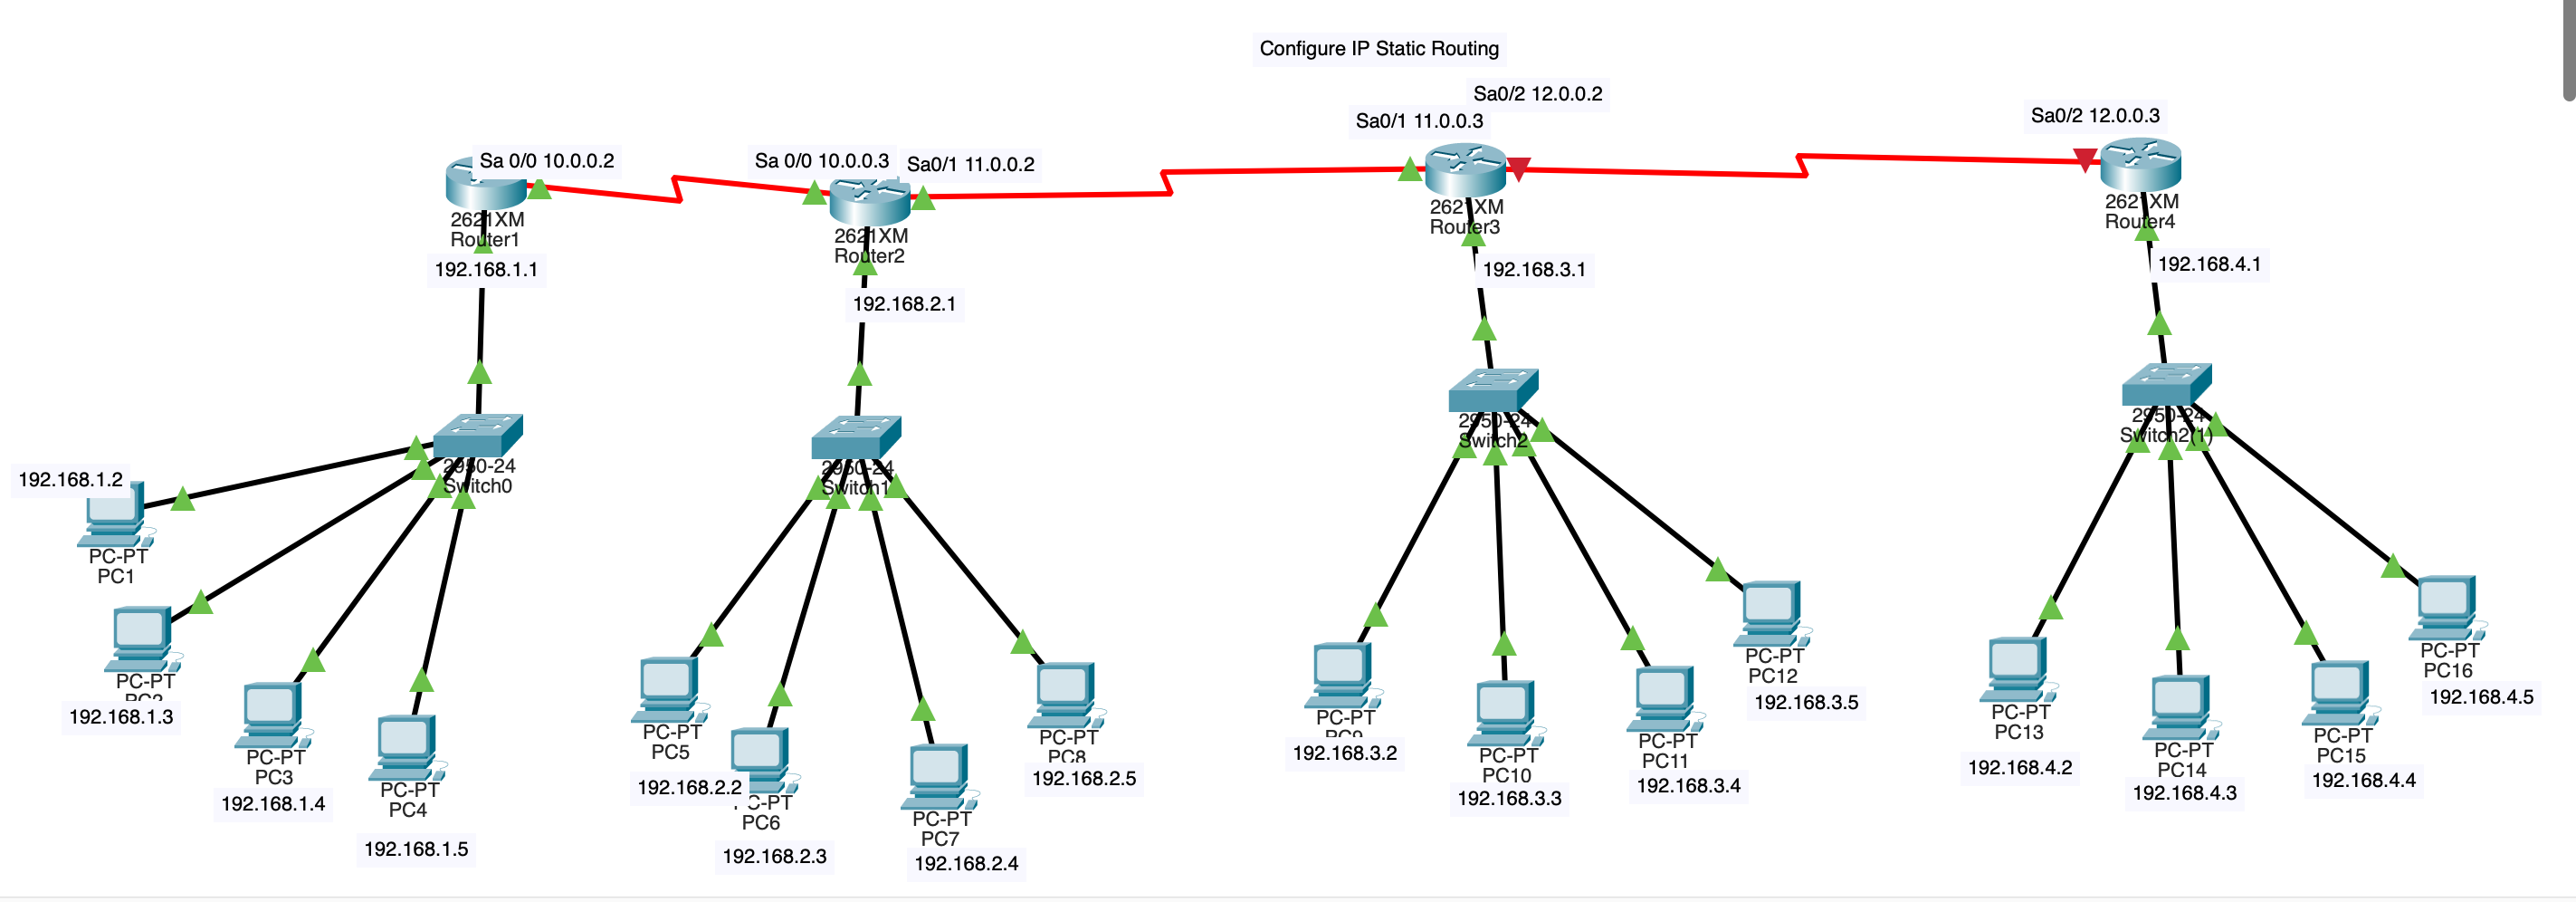 Configure IP Static Routing
Sa0/2 12.0.0.2
Sa0/1 11.0.0.3
Sa0/2 12.0.0.3
Sa 0/0 10.0.0.2
Sa 0/0 10.0.0.3
Sa0/1 11.0.0.2
2621XM
Router1
192.168.1.1
2621XM
Router2
192.168.2.1
2621XM
Router3
192.168.3.1
2621XM
Router4
192.168.4.1
2950-24
Switch0
2950-24
Switch1
2950-24
Switch2
2950-24
Switch2(1)
192.168.1.2
PC-PT
PC1
PC-PT
PC2
192.168.1.3
PC-PT
PC3
192.168.1.4
PC-PT
PC4
192.168.1.5
PC-PT
PC5
192.168.2.2
PC-PT
PC6
192.168.2.3
PC-PT
PC7
192.168.2.4
PC-PT
PC8
192.168.2.5
PC-PT
PC9
192.168.3.2
PC-PT
PC10
192.168.3.3
PC-PT
PC11
192.168.3.4
PC-PT
PC12
192.168.3.5
PC-PT
PC13
192.168.4.2
PC-PT
PC14
192.168.4.3
PC-PT
PC15
192.168.4.4
PC-PT
PC16
192.168.4.5